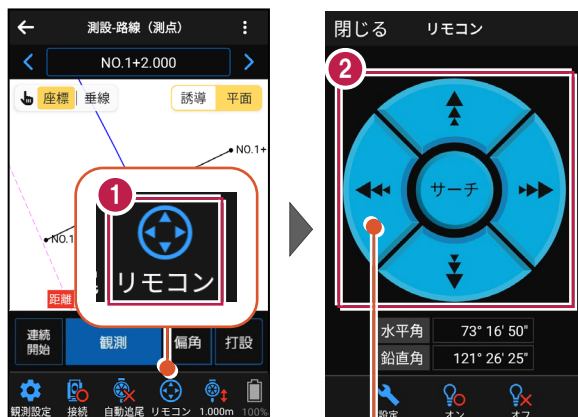 測設-路線（測点）
NO.1+2.000
座標 垂線
誘導 平面
NO.1+
1
リモコン
NO.1
距離
連続
開始
観測
偏角
打設
観測設定 接続 自動追尾 リモコン 1.000m 100%
閉じる リモコン
2
サーチ
水平角 73° 16' 50"
鉛直角 121° 26' 25"
設定 オン オフ